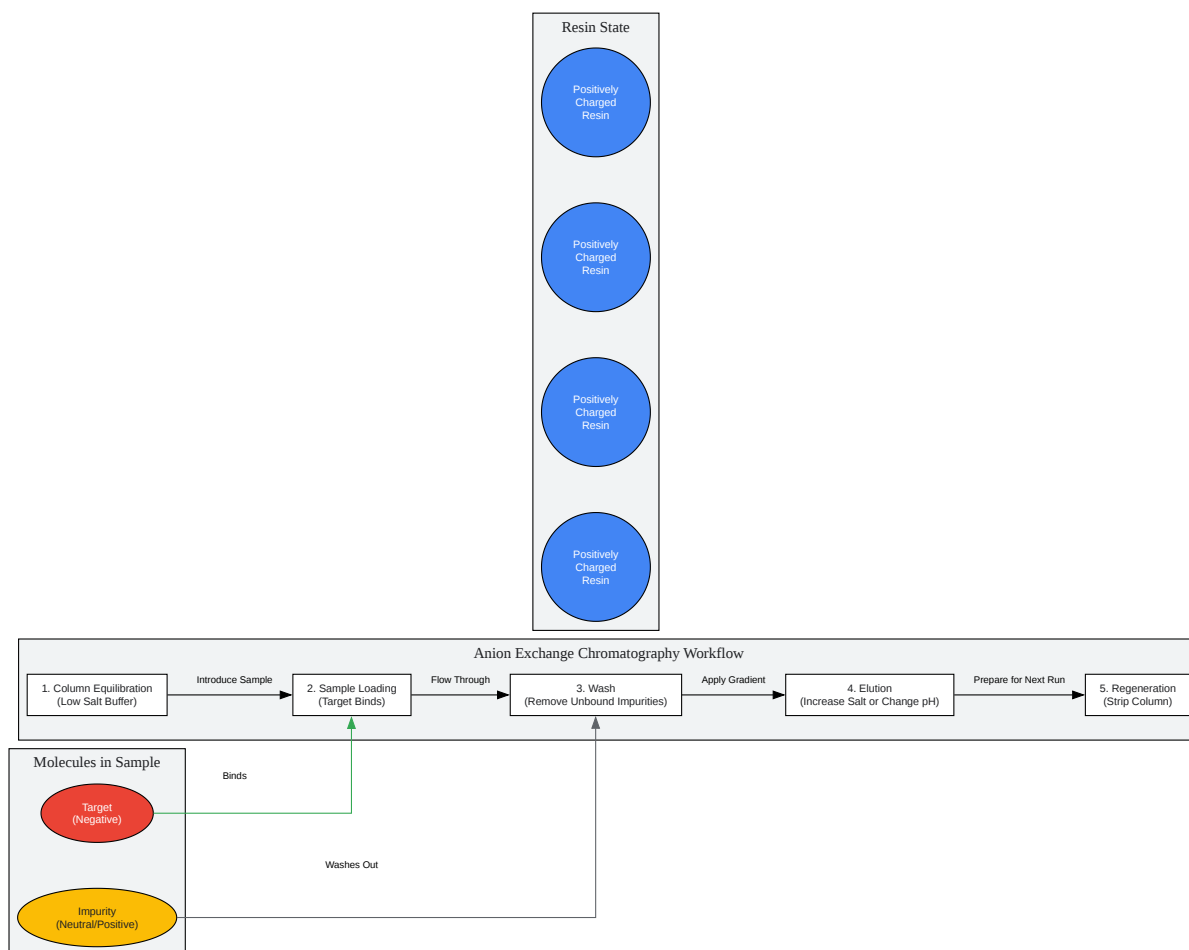 Resin State
Positively
Charged
Resin
Positively
Charged
Resin
Positively
Charged
Resin
Positively
Charged
Resin
Anion Exchange Chromatography Workflow
1. Column Equilibration
(Low Salt Buffer)
Introduce Sample
2. Sample Loading
(Target Binds)
Flow Through
3. Wash
(Remove Unbound Impurities)
Apply Gradient
4. Elution
(Increase Salt or Change pH)
Prepare for Next Run
5. Regeneration
(Strip Column)
Molecules in Sample
Binds
Target
(Negative)
Washes Out
Impurity
(Neutral/Positive)